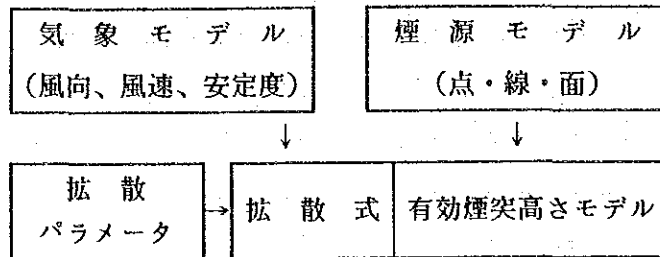 気象モデル
(風向、風速、安定度)
煙源モデル
(点・線・面)
↓
↓
拡散
パラメータ
→
拡散式
有効煙突高さモデル